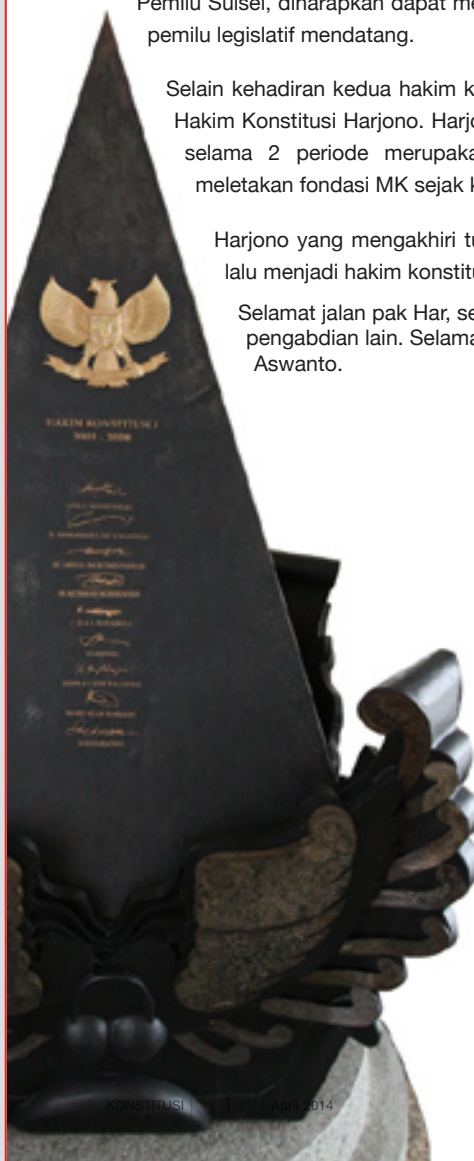 Pemilu Sulsel, diharapkan dapat me
pemilu legislatif mendatang.
Selain kehadiran kedua hakim k
Hakim Konstitusi Harjono. Harjo
selama 2 periode merupaka
meletakan fondasi MK sejak k
Harjono yang mengakhiri tu
lalu menjadi hakim konstitu
Selamat jalan pak Har, se
pengabdian lain. Selama
Aswanto.
HAKIM KONSTITUSI
2003 - 2008
KONSTITUSI
1
April 2014